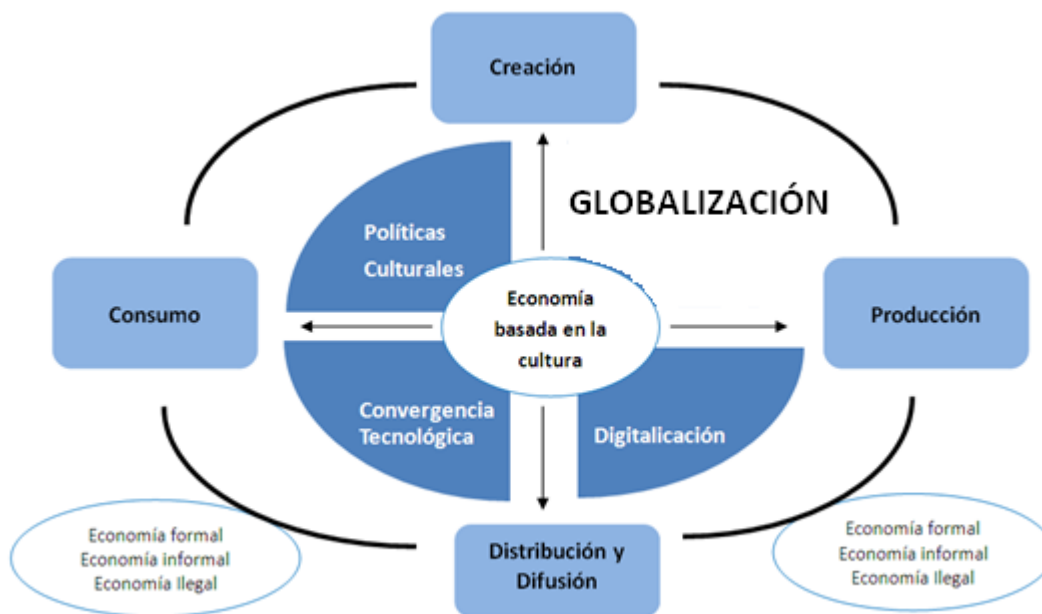 Creación
GLOBALIZACIÓN
Políticas
Culturales
Consumo
Economía
basada en la
cultura
Producción
Convergencia
Tecnológica
Digitalicación
Economía formal
Economía informal
Economía Ilegal
Distribución y
Difusión
Economía formal
Economía informal
Economía Ilegal